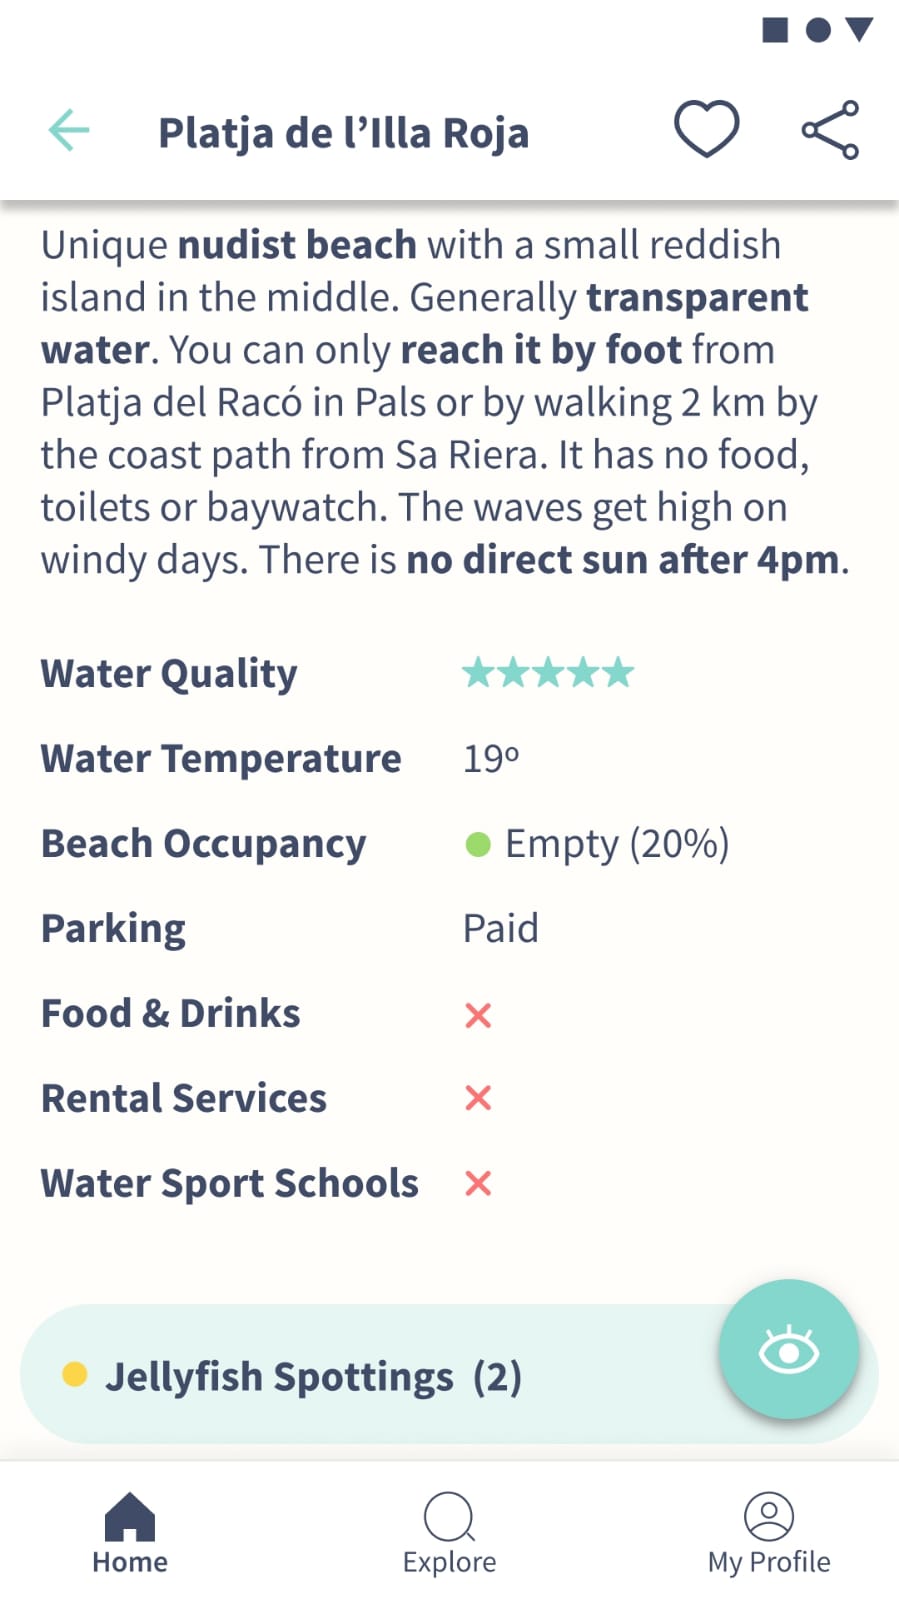 Platja de l’Illa Roja
Unique nudist beach with a small reddish
island in the middle. Generally transparent
water. You can only reach it by foot from
Platja del Racó in Pals or by walking 2 km by
the coast path from Sa Riera. It has no food,
toilets or baywatch. The waves get high on
windy days. There is no direct sun after 4pm.
Water Quality
Water Temperature 19º
Beach Occupancy Empty (20%)
Parking Paid
Food & Drinks
Rental Services
Water Sport Schools
Jellyfish Spottings (2)
Home Explore My Profile